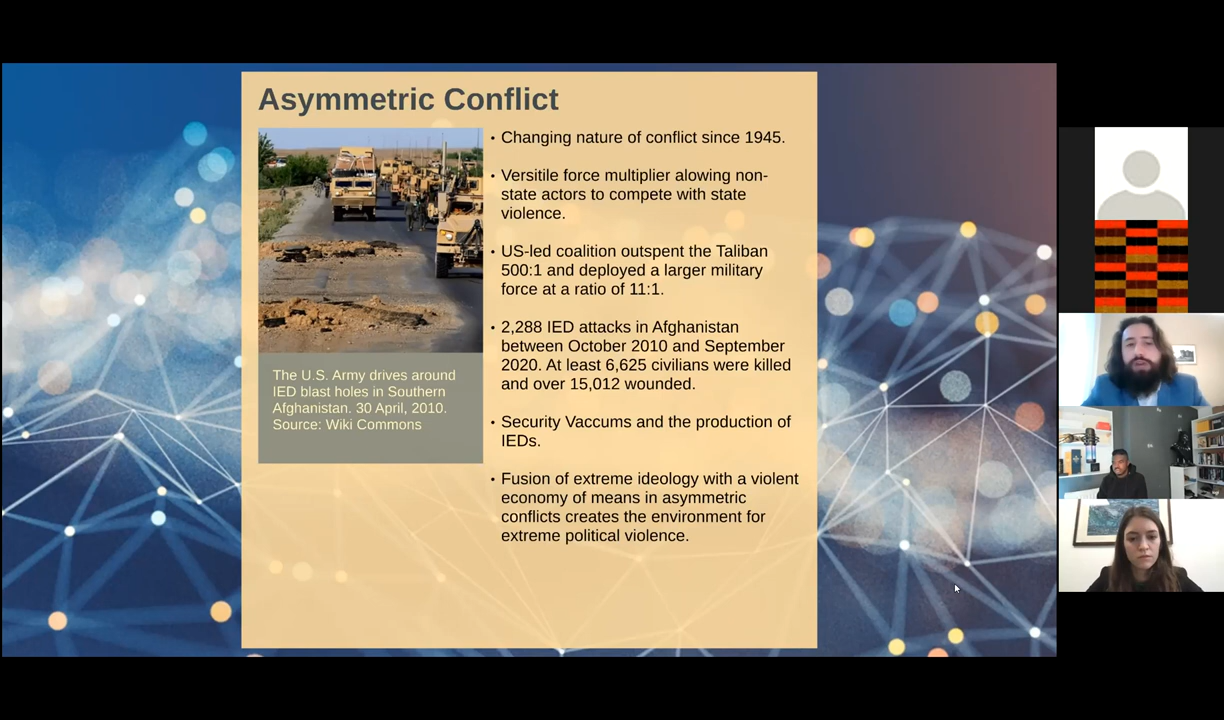 Asymmetric Conflict
• Changing nature of conflict since 1945.
• Versitile force multiplier alowing non-
state actors to compete with state
violence.
• US-led coalition outspent the Taliban
500:1 and deployed a larger military
force at a ratio of 11:1.
• 2,288 IED attacks in Afghanistan
between October 2010 and September
2020. At least 6,625 civilians were killed
and over 15,012 wounded.
• Security Vaccums and the production of
IEDs.
• Fusion of extreme ideology with a violent
economy of means in asymmetric
conflicts creates the environment for
extreme political violence.
The U.S. Army drives around
IED blast holes in Southern
Afghanistan. 30 April, 2010.
Source: Wiki Commons